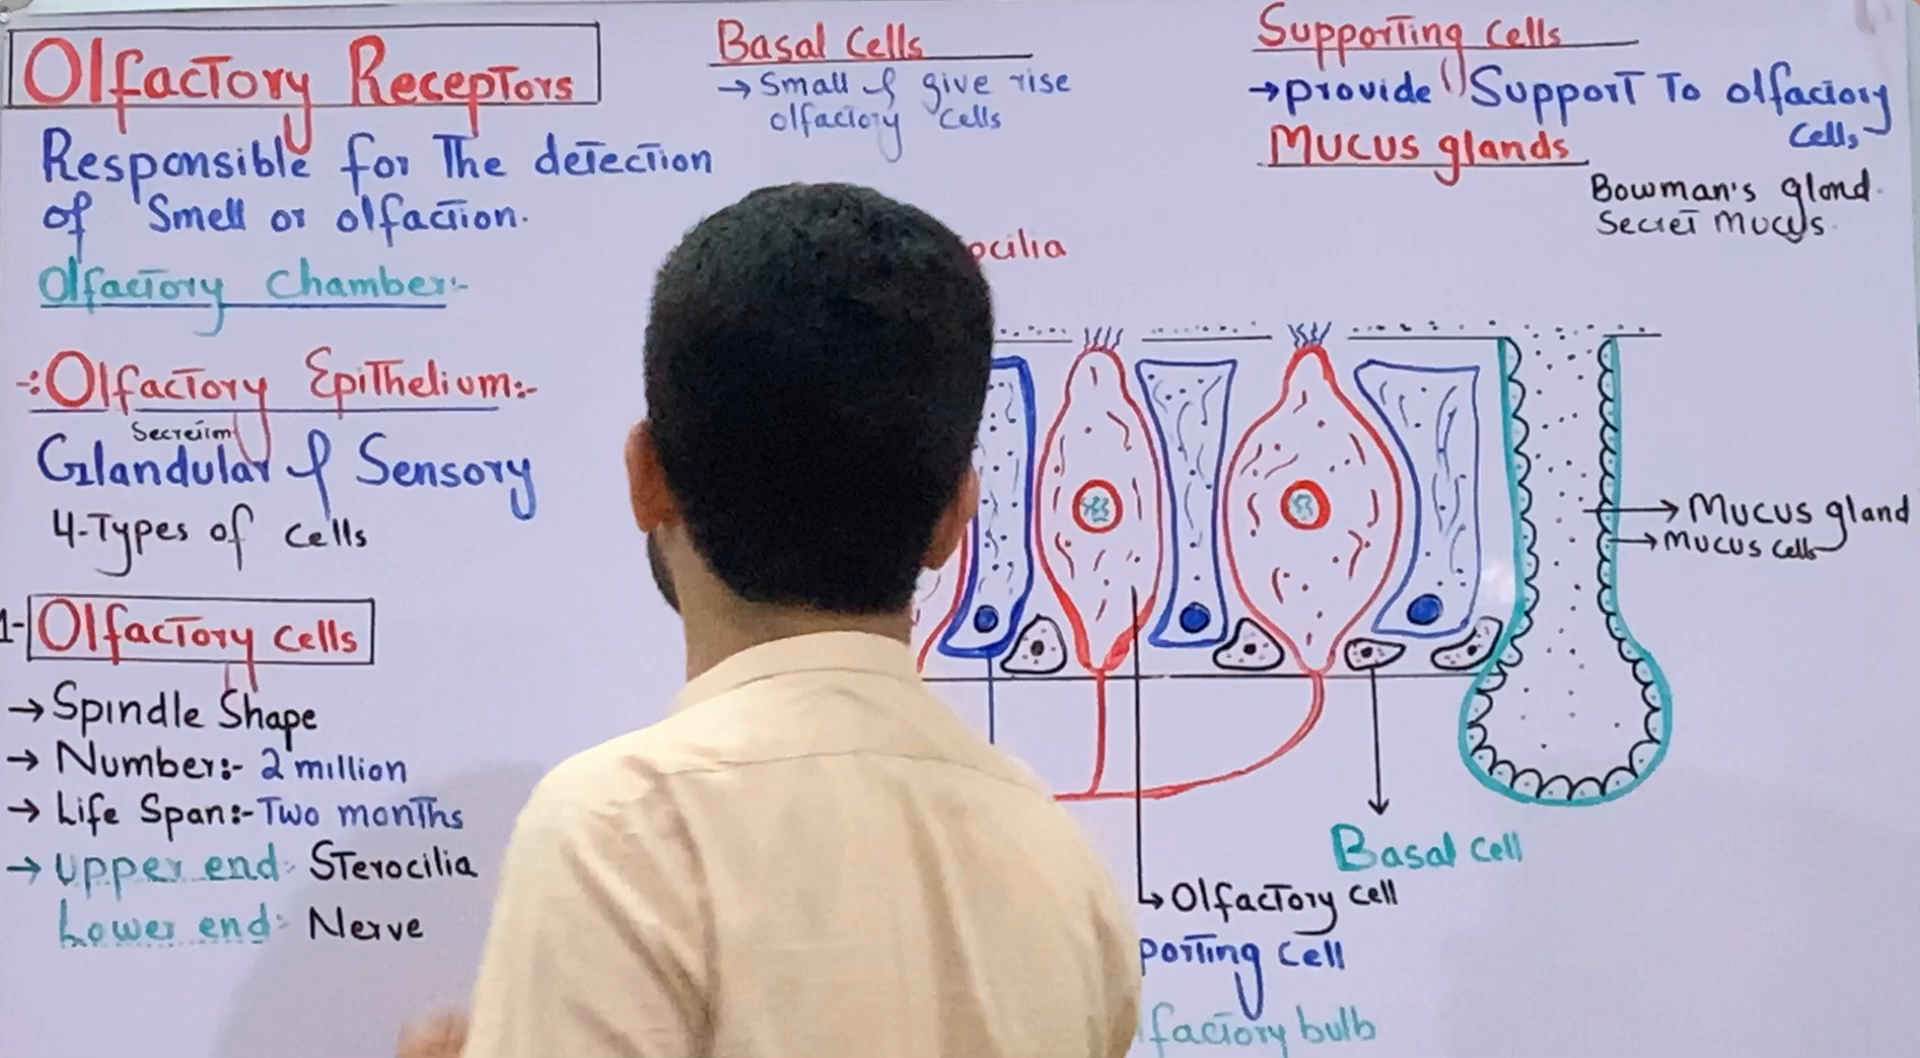 Olfactory Receptors
Responsible for The detection
of Smell or olfaction.
Olfactory Chamber:-
-:Olfactory Epithelium:-
Secretion
Glandular & Sensory
4-Types of cells
1- Olfactory cells
→ Spindle Shape
→ Number:- 2 million
→ Life Span:- Two months
→ Upper end: Sterocilia
Lower end: Nerve
Basal Cells
→ Small & give rise
olfactory cells
Supporting cells
→ provide Support To olfactory
cells
Mucus glands
Bowman's gland.
Secret Mucus.
ocilia
→ Mucus gland
→ Mucus cells
Basal cell
Olfactory cell
porting cell
factory bulb